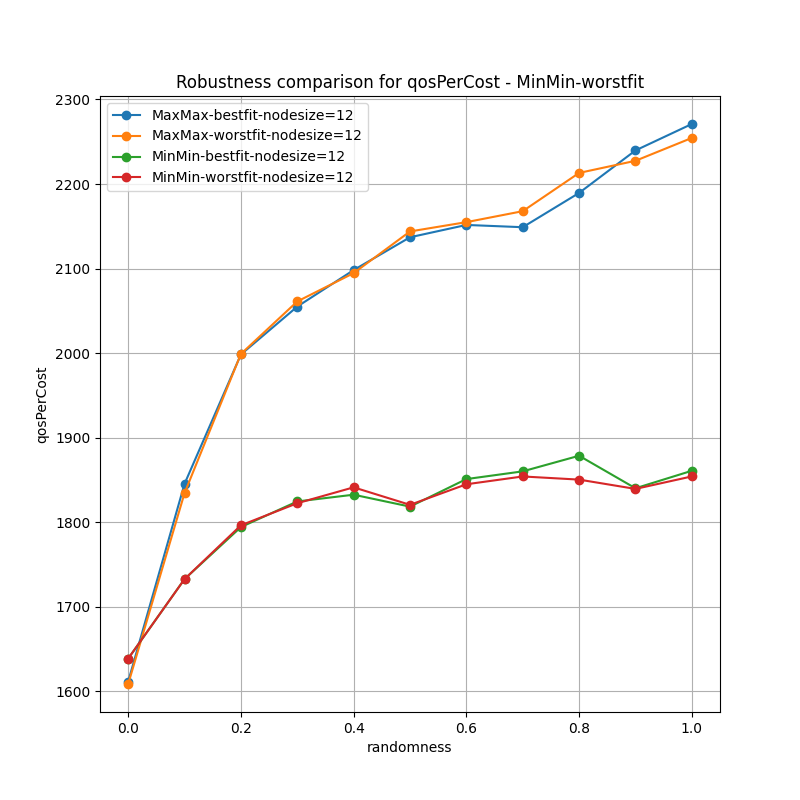 Robustness comparison for qosPerCost - MinMin-worstfit
MaxMax-bestfit-nodesize=12
MaxMax-worstfit-nodesize=12
MinMin-bestfit-nodesize=12
MinMin-worstfit-nodesize=12
2300
2200
2100
2000
1900
1800
1700
1600
qosPerCost
0.0 0.2 0.4 0.6 0.8 1.0
randomness